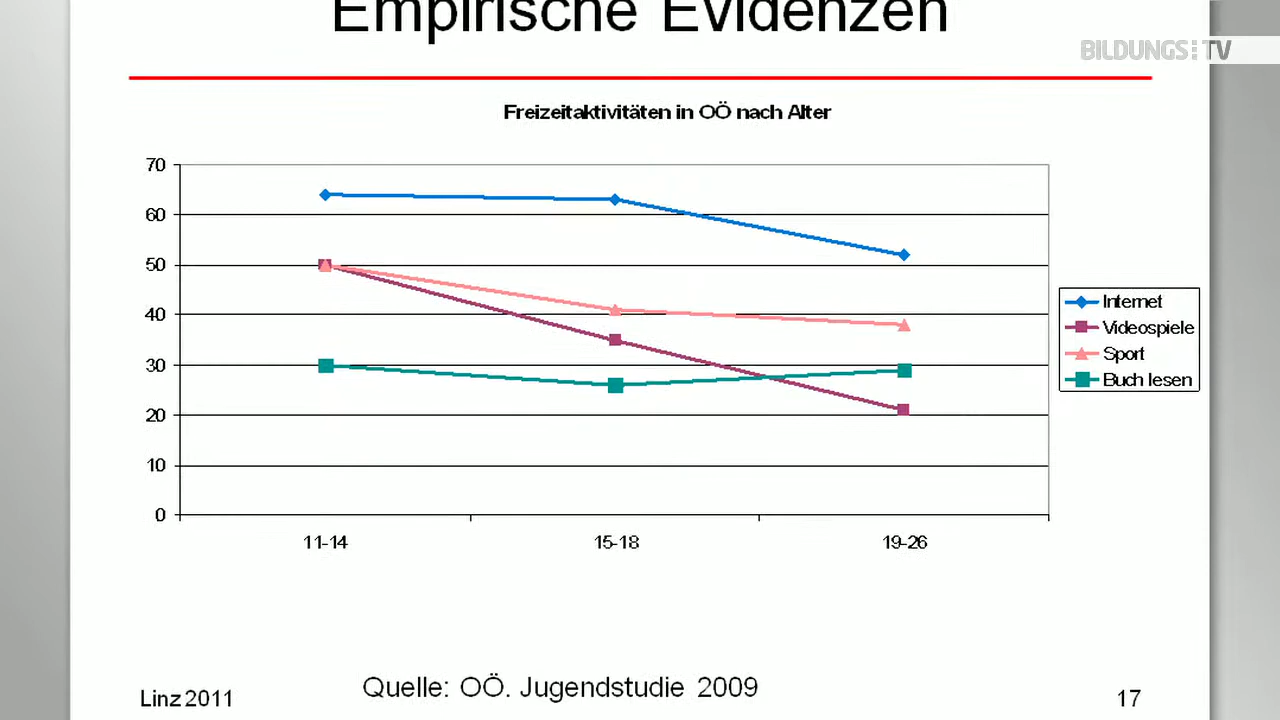 Empirische Evidenzen
BILDUNGS:TV
Freizeitaktivitäten in OÖ nach Alter
70
60
50
40
30
20
10
0
11-14
15-18
19-26
Internet
Videospiele
Sport
Buch lesen
Quelle: OÖ. Jugendstudie 2009
Linz 2011
17